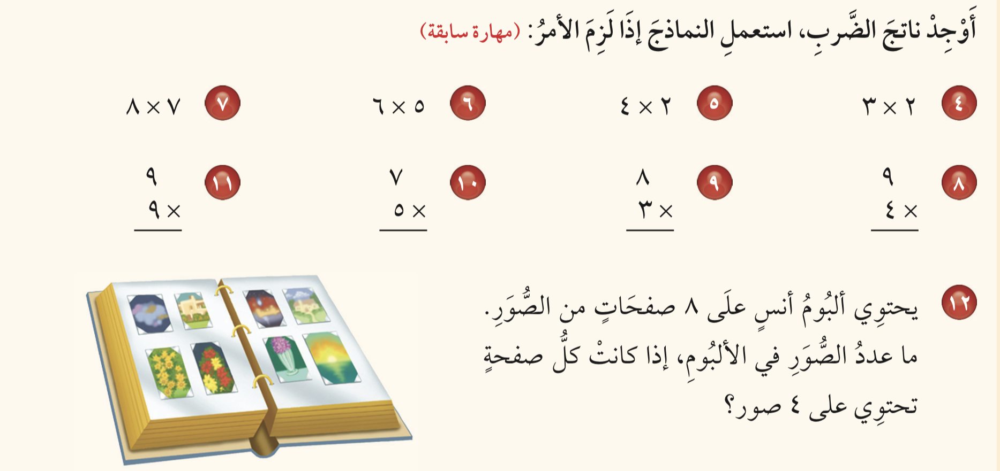 أَوْجِدْ ناتجَ الضَّربِ، استعملِ النماذجَ إذَا لَزِمَ الأمرُ: (مهارة سابقة)
٤ ٢ × ٣ ٥ ٢ × ٤ ٦ ٥ × ٦ ٧ ٧ × ٨
٨ ٩ ٩ ٨ ١٠ ٧ ١١ ٩
× ٤ × ٣ × ٥ × ٩
١٢ يحتوِي ألبُومُ أنسٍ علَى ٨ صفحَاتٍ من الصُّوَرِ.
ما عددُ الصُّوَرِ في الألبُومِ، إذا كانتْ كلُّ صفحةٍ
تحتوِي على ٤ صور؟